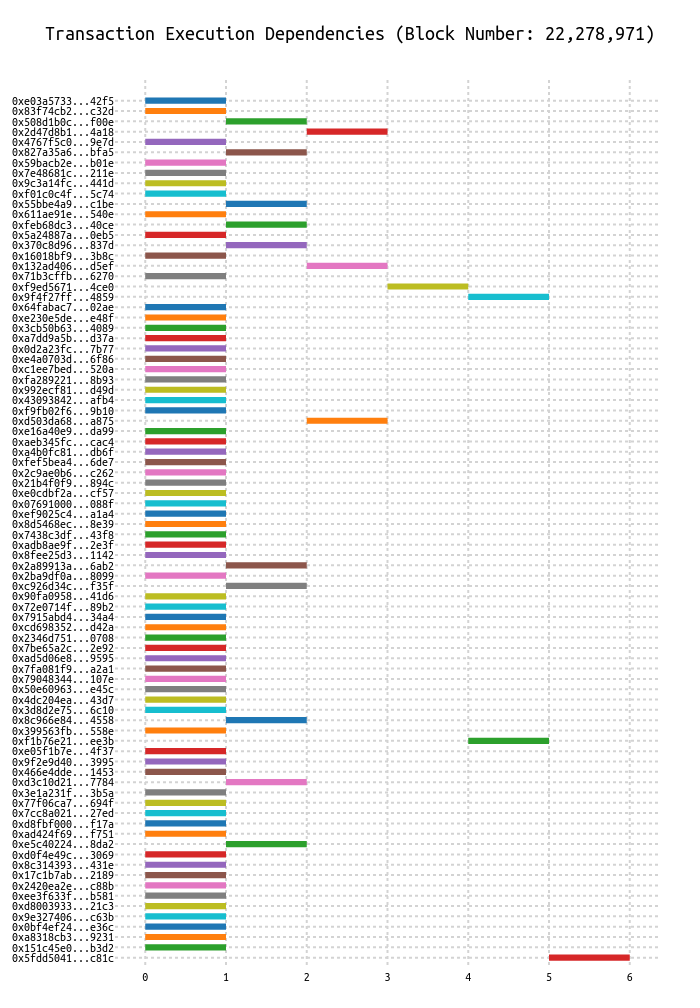 Transaction Execution Dependencies (Block Number: 22,278,971)
0xe03a5733...42f5
0x83f74cb2...c32d
0x508d1b0c...f00e
0x2d47d8b1...4a18
0x4767f5c0...9e7d
0x827a35a6...bfa5
0x59bacb2e...b01e
0x7e48681c...211e
0x9c3a14fc...441d
0xf01c0c4f...5c74
0x55bbe4a9...c1be
0x611ae91e...540e
0xfeb68dc3...40ce
0x5a24887a...0eb5
0x370c8d96...837d
0x16018bf9...3b8c
0x132ad406...d5ef
0x71b3cffb...6270
0xf9ed5671...4ce0
0x9f4f27ff...4859
0x64fabac7...02ae
0xe230e5de...e48f
0x3cb50b63...4089
0xa7dd9a5b...d37a
0x0d2a23fc...7b77
0xe4a0703d...6f86
0xc1ee7bed...520a
0xfa289221...8b93
0x992ecf81...d49d
0x43093842...afb4
0xf9fb02f6...9b10
0xd503da68...a875
0xe16a40e9...da99
0xaeb345fc...cac4
0xa4b0fc81...db6f
0xfef5bea4...6de7
0x2c9ae0b6...c262
0x21b4f0f9...894c
0xe0cdbf2a...cf57
0x07691000...088f
0xef9025c4...a1a4
0x8d5468ec...8e39
0x7438c3df...43f8
0xadb8ae9f...2e3f
0x8fee25d3...1142
0x2a89913a...6ab2
0x2ba9df0a...8099
0xc926d34c...f35f
0x90fa0958...41d6
0x72e0714f...89b2
0x7915abd4...34a4
0xcd698352...d42a
0x2346d751...0708
0x7be65a2c...2e92
0xad5d06e8...9595
0x7fa081f9...a2a1
0x79048344...107e
0x50e60963...e45c
0x4dc204ea...43d7
0x3d8d2e75...6c10
0x8c966e84...4558
0x399563fb...558e
0xf1b76e21...ee3b
0xe05f1b7e...4f37
0x9f2e9d40...3995
0x466e4dde...1453
0xd3c10d21...7784
0x3e1a231f...3b5a
0x77f06ca7...694f
0x7cc8a021...27ed
0xd8fbf000...f17a
0xad424f69...f751
0xe5c40224...8da2
0xd0f4e49c...3069
0x8c314393...431e
0x17c1b7ab...2189
0x2420ea2e...c88b
0xee3f633f...b581
0xd8003933...21c3
0x9e327406...c63b
0x0bf4ef24...e36c
0xa8318cb3...9231
0x151c45e0...b3d2
0x5fdd5041...c81c
0 1 2 3 4 5 6